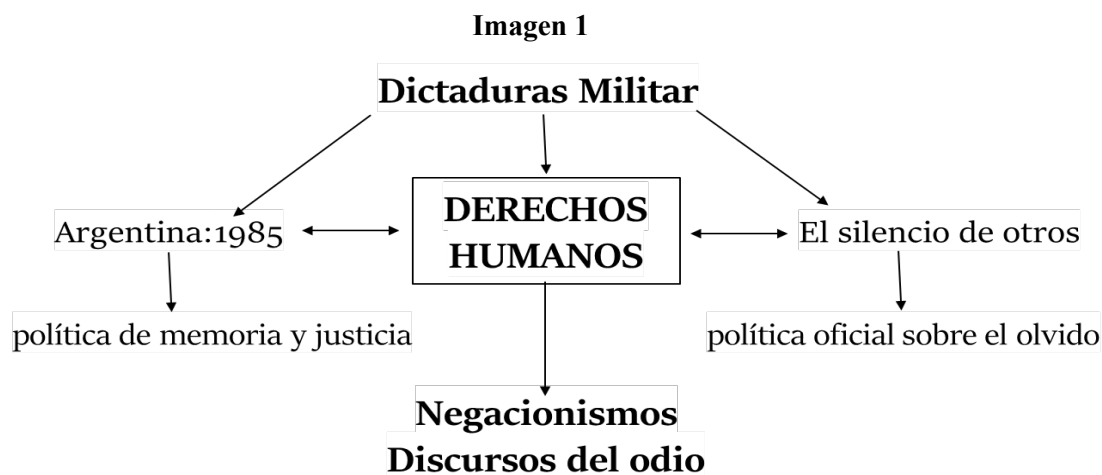 Imagen 1
Dictaduras Militar
DERECHOS
HUMANOS
Argentina:1985
El silencio de otros
política de memoria y justicia
política oficial sobre el olvido
Negacionismos
Discursos del odio